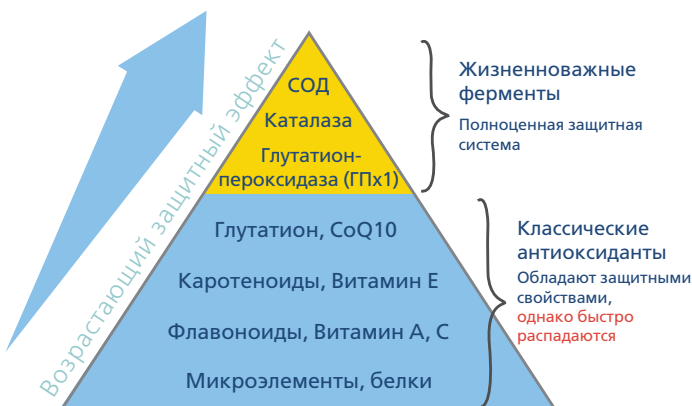 Возрастающий защитный эффект
СОД
Каталаза
Глутатион-
пероксидаза (ГПх1)
Жизненноважные
ферменты
Полноценная защитная
система
Глутатион, CoQ10
Каротеноиды, Витамин Е
Флавоноиды, Витамин А, С
Микроэлементы, белки
Классические
антиоксиданты
Обладают защитными
свойствами,
однако быстро
распадаются